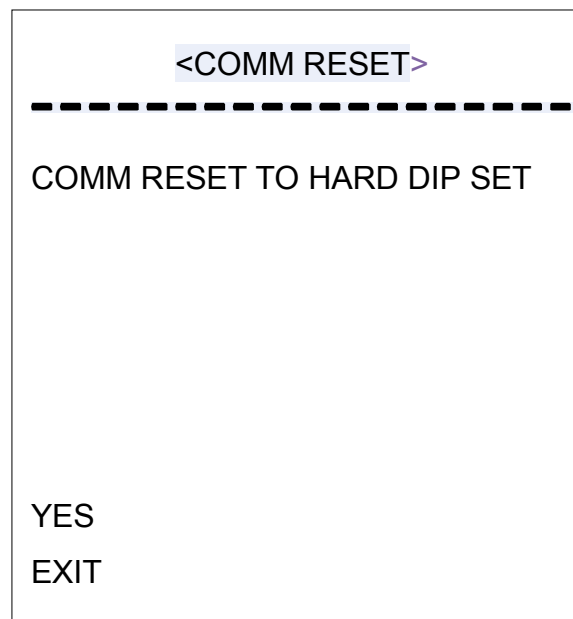 <COMM RESET>
COMM RESET TO HARD DIP SET
YES
EXIT